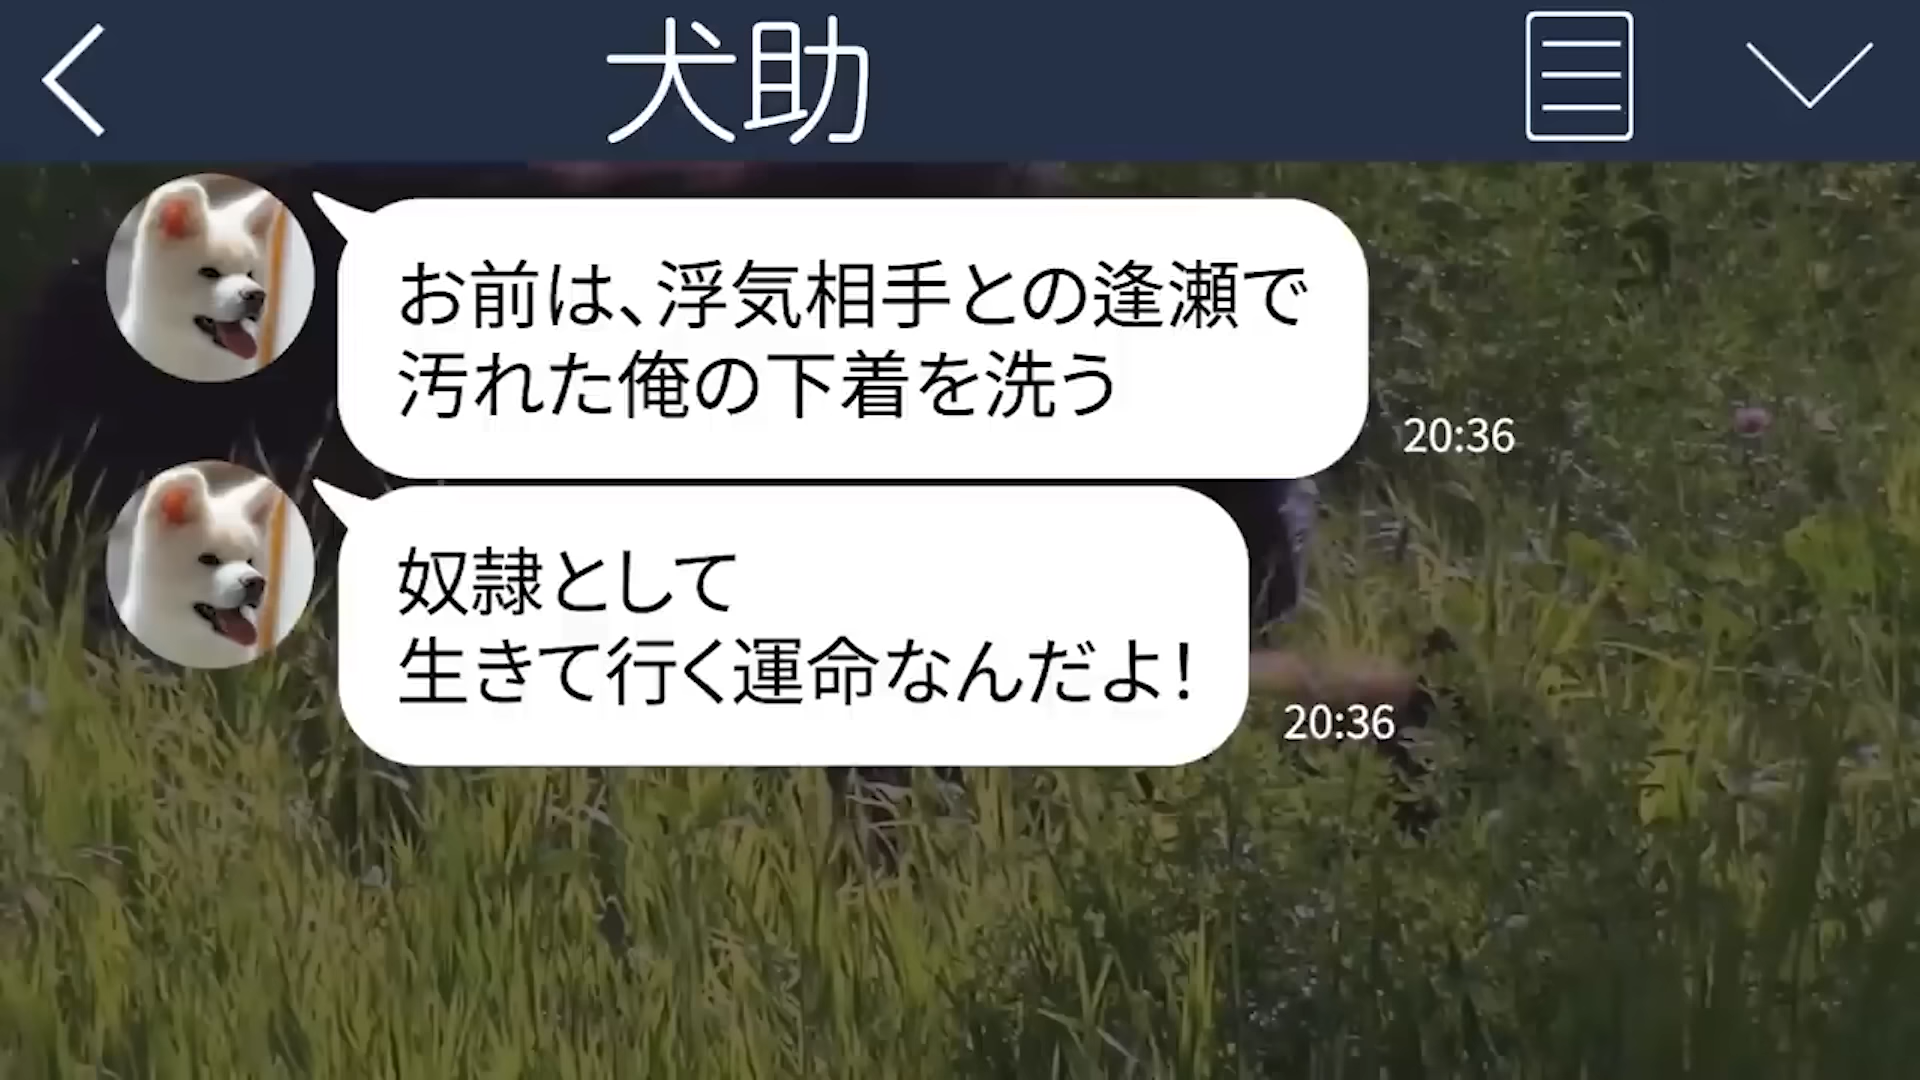 犬助
お前は、浮気相手との逢瀬で
汚れた俺の下着を洗う
20:36
奴隷として
生きて行く運命なんだよ!
20:36